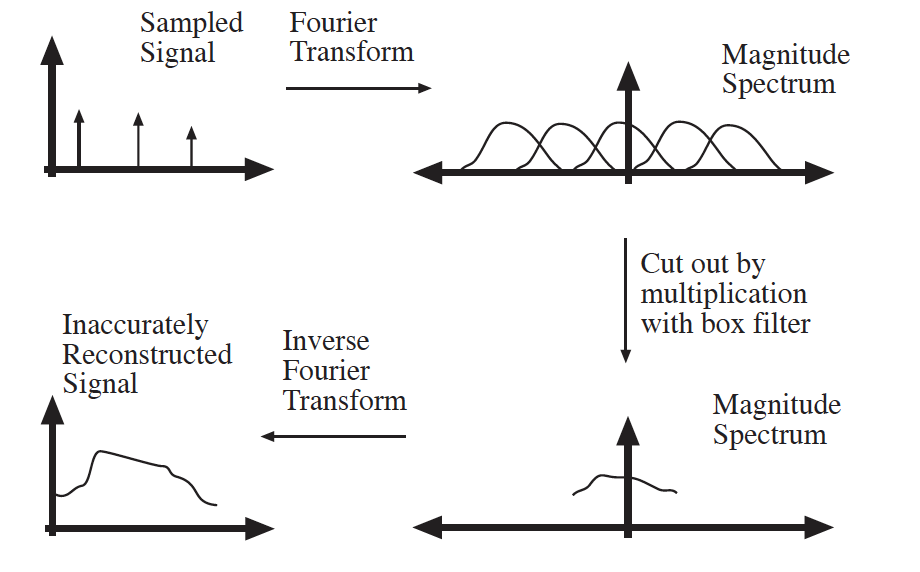 Sampled
Signal
Fourier
Transform
Magnitude
Spectrum
Cut out by
multiplication
with box filter
Inaccurately
Reconstructed
Signal
Inverse
Fourier
Transform
Magnitude
Spectrum